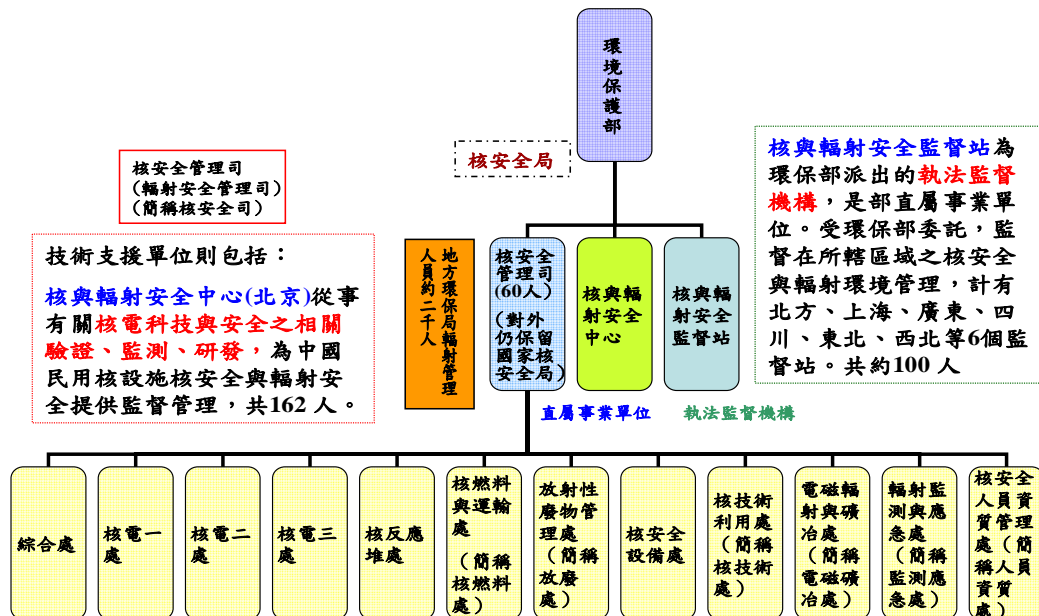 環
境
保
護
部
核安全局
核安全管理司
(輻射安全管理司)
(簡稱核安全司)
核與輻射安全監督站為
環保部派出的執法監督
機構，是部直屬事業單
位。受環保部委託，監
督在所轄區域之核安全
與輻射環境管理，計有
北方、上海、廣東、四
川、東北、西北等6個監
督站。共約100 人
技術支援單位則包括：
核與輻射安全中心(北京)從事
有關核電科技與安全之相關
驗證、監測、研發，為中國
民用核設施核安全與輻射安
全提供監督管理，共162 人。
地方環保局輻射管理
人員約二千人
核安全
管理司
(60人)
(對外
仍保留
國家核
安全局)
核與輻
射安全
中心
核與輻
射安全
監督站
直屬事業單位
執法監督機構
綜合處
核電一
處
核電二
處
核電三
處
核反應
堆處
核燃料
與運輸
處
(簡稱
核燃料
處)
放射性
廢物管
理處
(簡稱
放廢
處)
核安全
設備處
核技術
利用處
(簡稱
核技術
處)
電磁輻
射與礦
冶處
(簡稱
電磁礦
冶處)
輻射監
測與應
急處
(簡稱
監測應
急處)
核安全
人員資
質管理
處(簡
稱人員
資質
處)